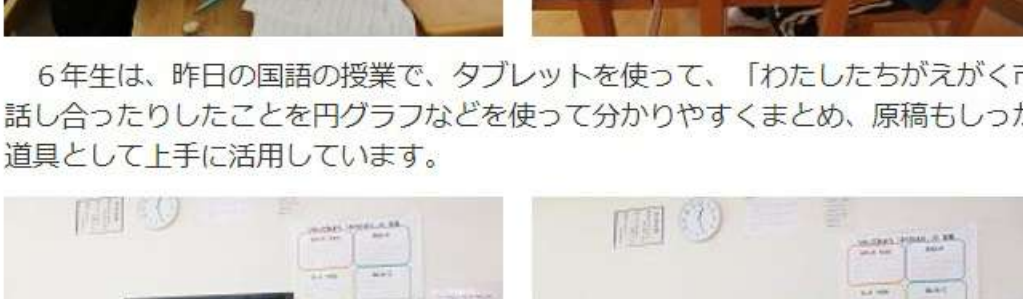 ６年生は、昨日の国語の授業で、タブレットを使って、「わたしたちがえがく
話し合ったりしたことを円グラフなどを使って分かりやすくまとめ、原稿もしっか
道具として上手に活用しています。